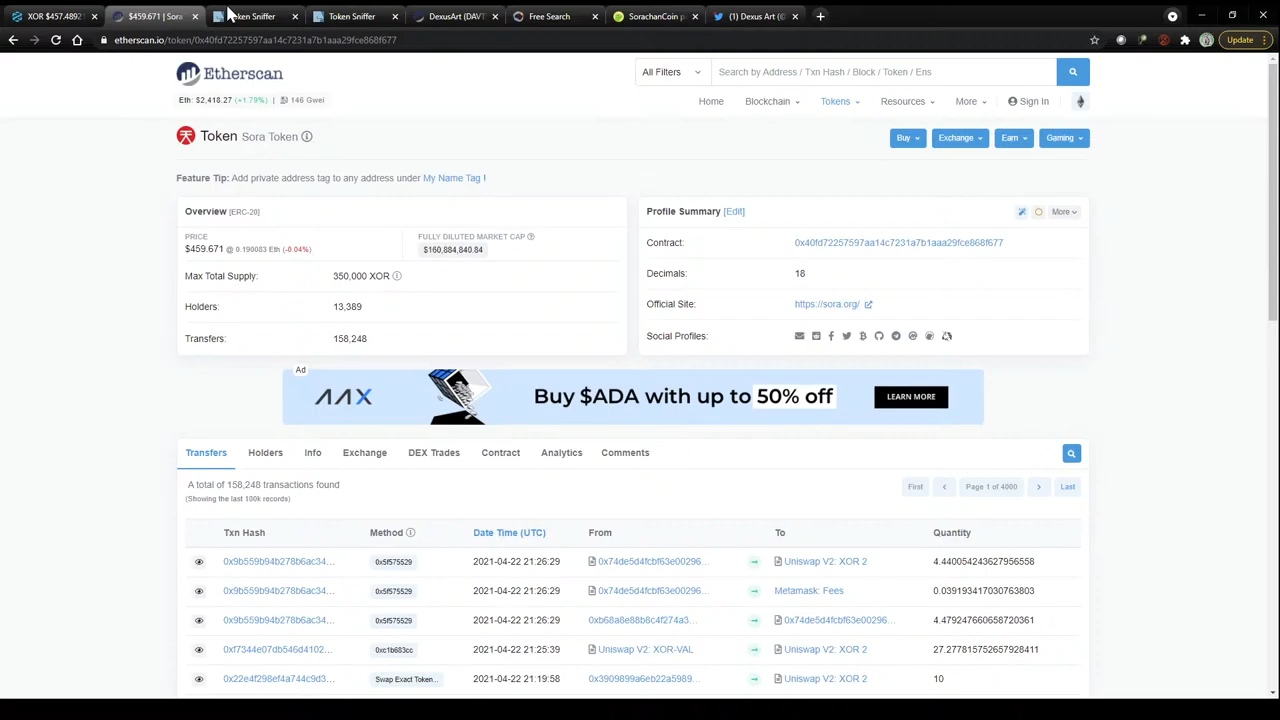 XOR $457.4892
$459.671 | Sora
Token Sniffer
Token Sniffer
DexusArt (DAVT
Free Search
SorachanCoin p
(1) Dexus Art (@
etherscan.io/token/0x40fd72257597aa14c7231a7b1aaa29fce868f677
Update
Etherscan
All Filters
Search by Address / Txn Hash / Block / Token / Ens
Eth: $2,418.27 (+1.79%) | 146 Gwei
Home Blockchain Tokens Resources More Sign In
Token Sora Token
Buy Exchange Earn Gaming
Feature Tip: Add private address tag to any address under My Name Tag !
Overview [ERC-20]
PRICE
$459.671 @ 0.190083 Eth (-0.04%)
FULLY DILUTED MARKET CAP
$160,884,840.84
Max Total Supply: 350,000 XOR
Holders: 13,389
Transfers: 158,248
Profile Summary [Edit]
More
Contract: 0x40fd72257597aa14c7231a7b1aaa29fce868f677
Decimals: 18
Official Site: https://sora.org/
Social Profiles:
Ad
AAX Buy $ADA with up to 50% off LEARN MORE
Transfers Holders Info Exchange DEX Trades Contract Analytics Comments
A total of 158,248 transactions found
(Showing the last 100k records)
First Page 1 of 4000 Last
Txn Hash Method Date Time (UTC) From To Quantity
0x9b559b94b278b6ac34... 0x5f575529 2021-04-22 21:26:29 0x74de5d4fcbf63e00296... Uniswap V2: XOR 2 4.440054243627956558
0x9b559b94b278b6ac34... 0x5f575529 2021-04-22 21:26:29 0x74de5d4fcbf63e00296... Metamask: Fees 0.039193417030763803
0x9b559b94b278b6ac34... 0x5f575529 2021-04-22 21:26:29 0xb68a8e88b8c4f274a3... 0x74de5d4fcbf63e00296... 4.479247660658720361
0xf7344e07db546d4102... 0xc1b683cc 2021-04-22 21:25:39 Uniswap V2: XOR-VAL Uniswap V2: XOR 2 27.277815752657928411
0x22e4f298ef4a744c9d3... Swap Exact Token... 2021-04-22 21:19:58 0x3909899a6eb22a5989... Uniswap V2: XOR 2 10